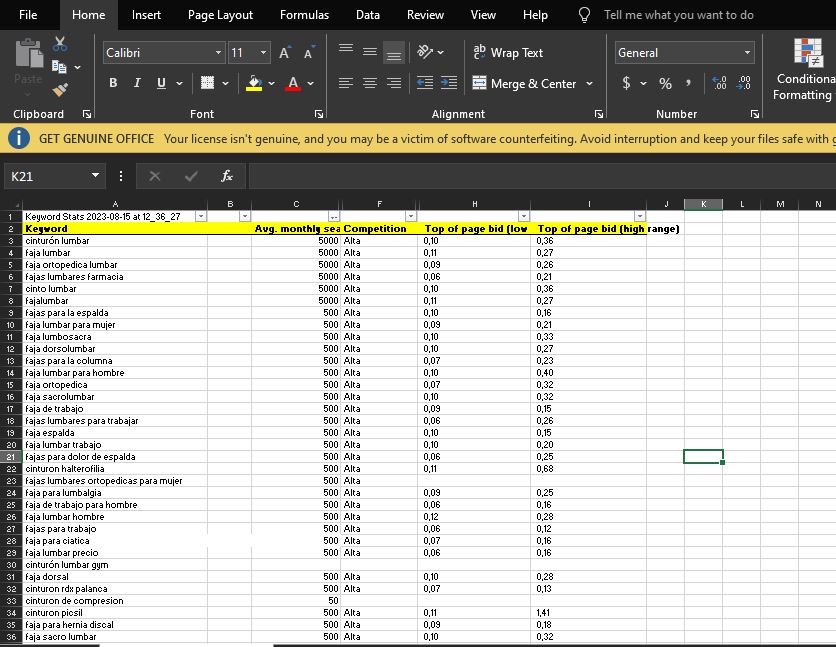 File Home Insert Page Layout Formulas Data Review View Help Tell me what you want to do
Paste Calibri 11 A A Wrap Text General Conditiona
B I U A Merge & Center $ % , Formatting
Clipboard Font Alignment Number
GET GENUINE OFFICE Your license isn't genuine, and you may be a victim of software counterfeiting. Avoid interruption and keep your files safe with g
K21 fx
A B C F H I J K L M N
1 Keyword Stats 2023-08-15 at 12_36_27
2 Keyword Avg. monthly sea Competition Top of page bid (low Top of page bid (high range)
3 cinturón lumbar 5000 Alta 0,10 0,36
4 faja lumbar 5000 Alta 0,11 0,27
5 faja ortopedica lumbar 5000 Alta 0,09 0,26
6 fajas lumbares farmacia 5000 Alta 0,06 0,21
7 cinto lumbar 5000 Alta 0,10 0,36
8 fajalumbar 5000 Alta 0,11 0,27
9 fajas para la espalda 500 Alta 0,10 0,16
10 faja lumbar para mujer 500 Alta 0,09 0,21
11 faja lumbosacra 500 Alta 0,10 0,33
12 faja dorsolumbar 500 Alta 0,10 0,27
13 fajas para la columna 500 Alta 0,07 0,23
14 faja lumbar para hombre 500 Alta 0,10 0,40
15 faja ortopedica 500 Alta 0,07 0,32
16 faja sacrolumbar 500 Alta 0,10 0,32
17 faja de trabajo 500 Alta 0,09 0,15
18 fajas lumbares para trabajar 500 Alta 0,06 0,26
19 faja espalda 500 Alta 0,10 0,15
20 faja lumbar trabajo 500 Alta 0,10 0,20
21 fajas para dolor de espalda 500 Alta 0,06 0,25
22 cinturon halterofilia 500 Alta 0,11 0,68
23 fajas lumbares ortopedicas para mujer 500 Alta
24 faja para lumbalgia 500 Alta 0,09 0,25
25 faja de trabajo para hombre 500 Alta 0,06 0,16
26 faja lumbar hombre 500 Alta 0,12 0,28
27 fajas para trabajo 500 Alta 0,06 0,12
28 faja para ciatica 500 Alta 0,07 0,16
29 faja lumbar precio 500 Alta 0,06 0,16
30 cinturón lumbar gym
31 faja dorsal 500 Alta 0,10 0,28
32 cinturon rdx palanca 500 Alta 0,07 0,13
33 cinturon de compresion 50
34 cinturon picsil 500 Alta 0,11 1,41
35 faja para hernia discal 500 Alta 0,09 0,18
36 faja sacro lumbar 500 Alta 0,10 0,32